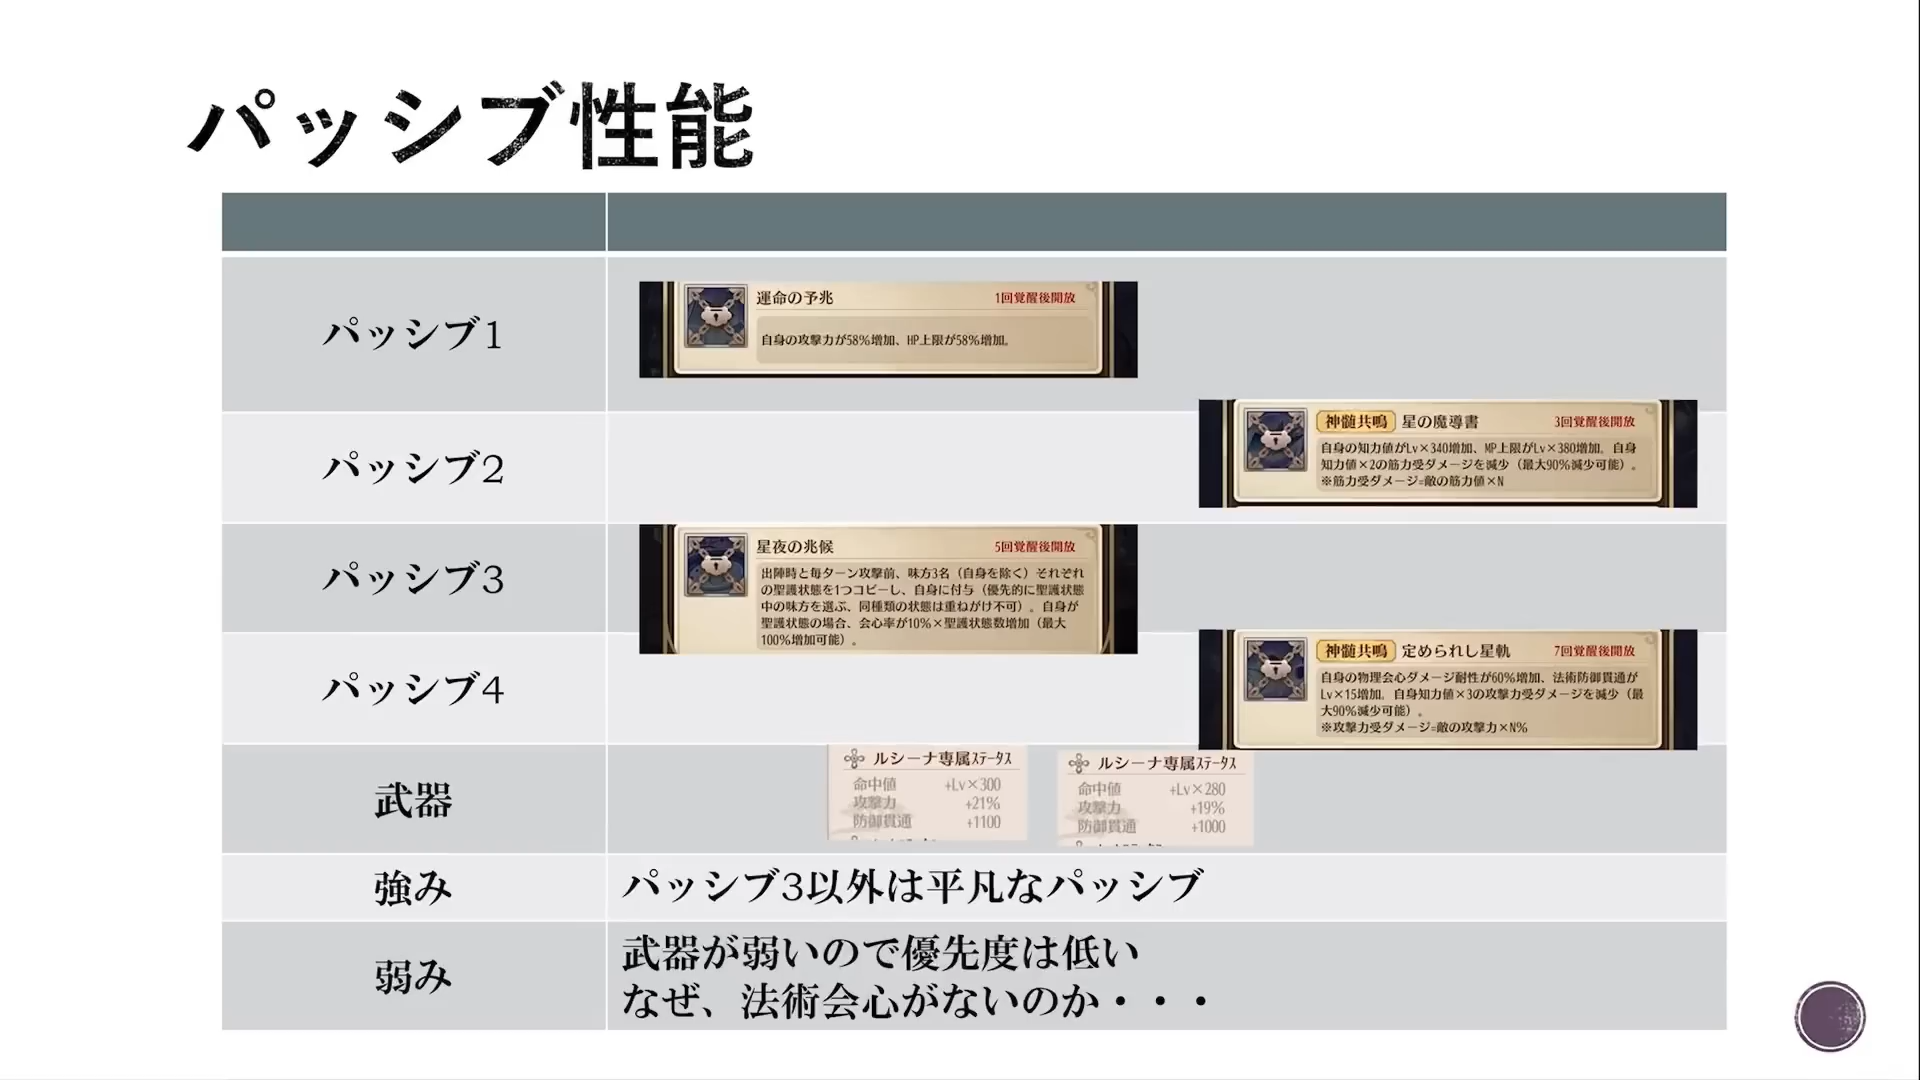 パッシブ性能
パッシブ1
運命の予兆 1回覚醒後開放
自身の攻撃力が58%増加、HP上限が58%増加。
パッシブ2
神髄共鳴 星の魔導書 3回覚醒後開放
自身の知力値がLv×340増加、MP上限がLv×380増加。自身
知力値×2の筋力受ダメージを減少（最大90%減少可能）。
※筋力受ダメージ=敵の筋力値×N
パッシブ3
星夜の兆候 5回覚醒後開放
出陣時と毎ターン攻撃前、味方3名（自身を除く）それぞれ
の聖護状態を1つコピーし、自身に付与（優先的に聖護状態
中の味方を選ぶ、同種類の状態は重ねがけ不可）。自身が
聖護状態の場合、会心率が10%×聖護状態数増加（最大
100%増加可能）。
パッシブ4
神髄共鳴 定められし星軌 7回覚醒後開放
自身の物理会心ダメージ耐性が60%増加、法術防御貫通が
Lv×15増加。自身知力値×3の攻撃力受ダメージを減少（最
大90%減少可能）。
※攻撃力受ダメージ=敵の攻撃力×N%
武器
ルシーナ専属ステータス
命中値 +Lv×300
攻撃力 +21%
防御貫通 +1100
ルシーナ専属ステータス
命中値 +Lv×280
攻撃力 +19%
防御貫通 +1000
強み
パッシブ3以外は平凡なパッシブ
弱み
武器が弱いので優先度は低い
なぜ、法術会心がないのか・・・